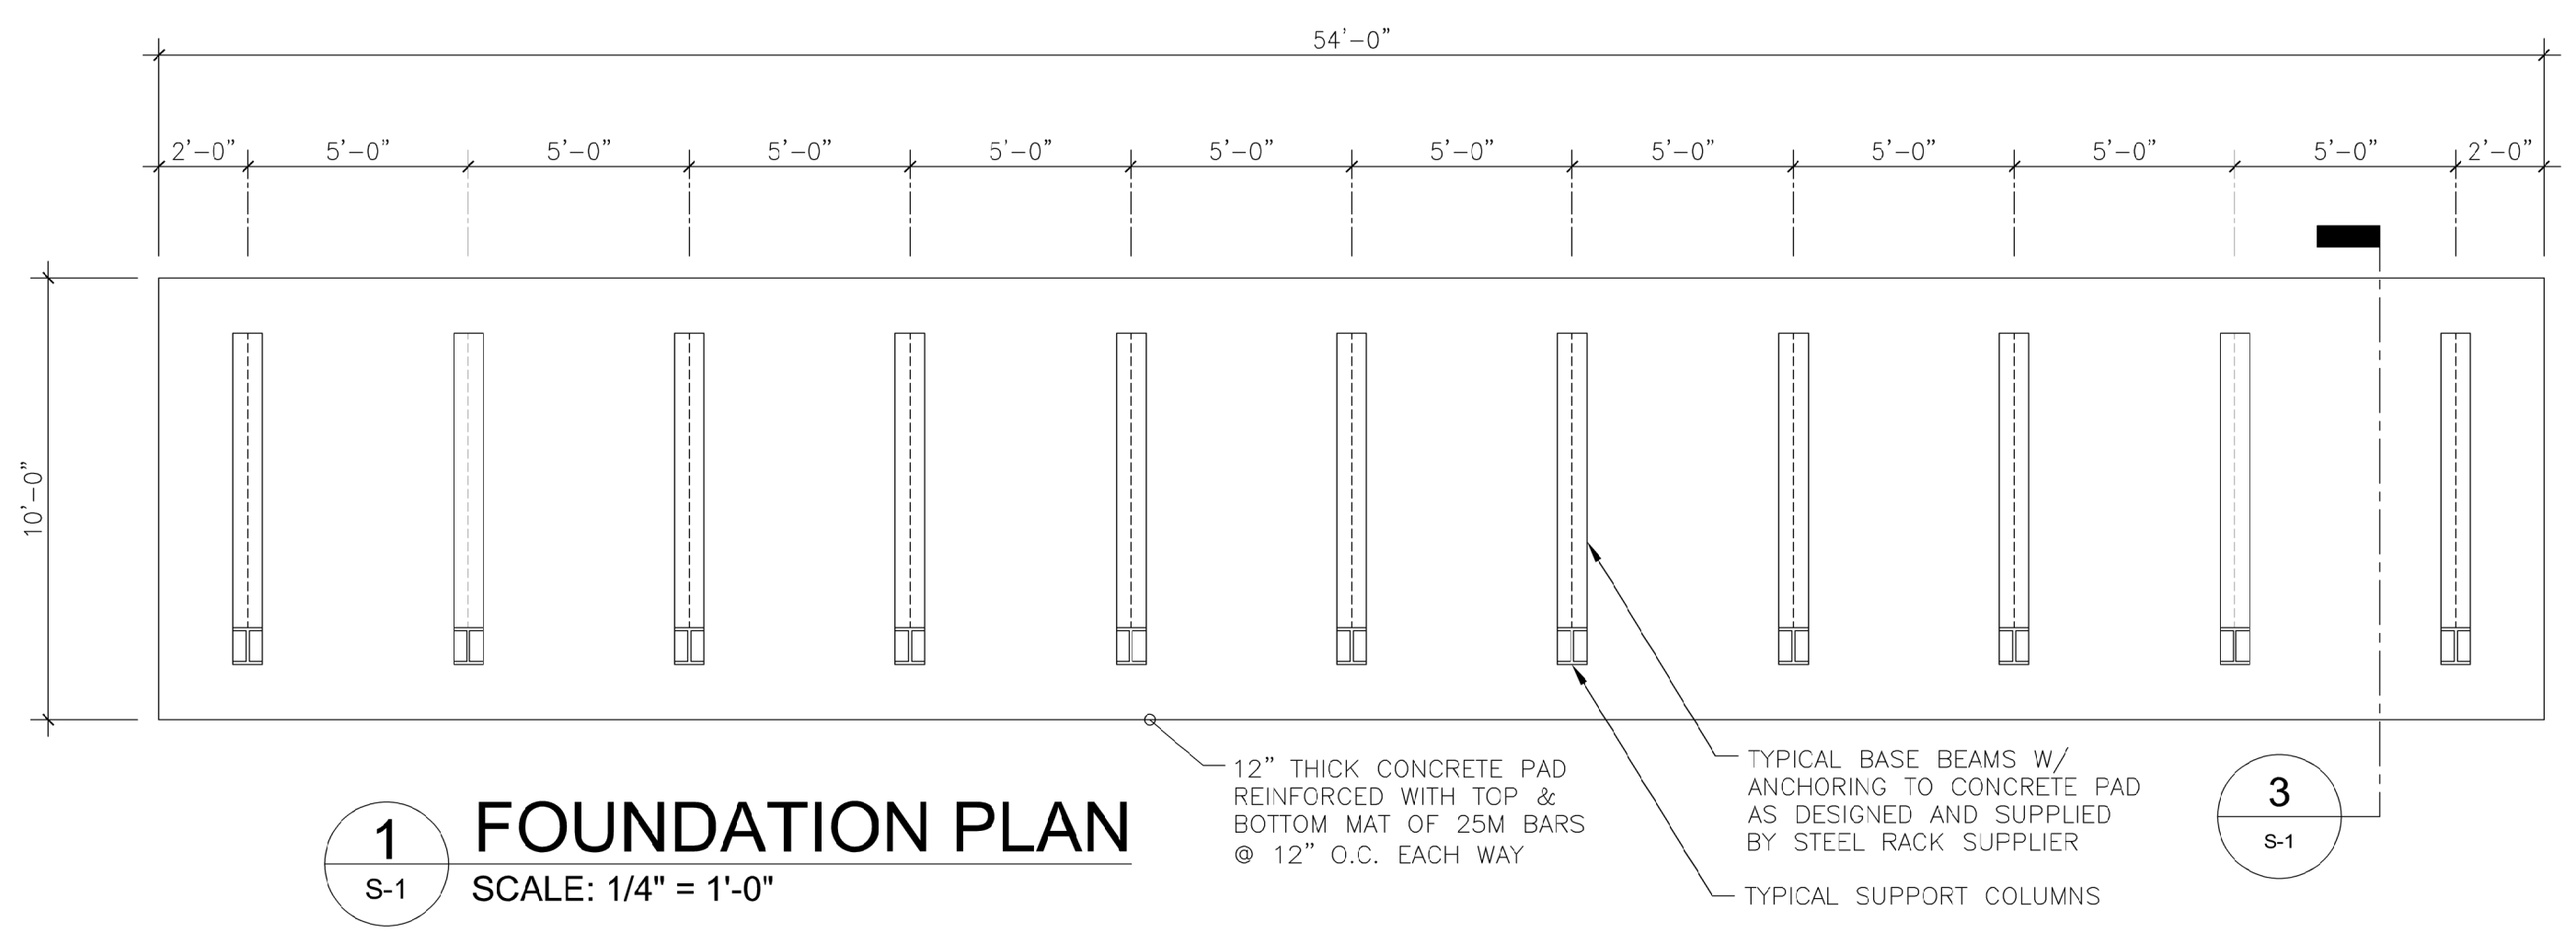 54'-0"
2'-0" 5'-0" 5'-0" 5'-0" 5'-0" 5'-0" 5'-0" 5'-0" 5'-0" 5'-0" 5'-0" 2'-0"
10'-0"
12" THICK CONCRETE PAD
REINFORCED WITH TOP &
BOTTOM MAT OF 25M BARS
@ 12" O.C. EACH WAY
TYPICAL BASE BEAMS W/
ANCHORING TO CONCRETE PAD
AS DESIGNED AND SUPPLIED
BY STEEL RACK SUPPLIER
TYPICAL SUPPORT COLUMNS
3
S-1
1
S-1
FOUNDATION PLAN
SCALE: 1/4" = 1'-0"